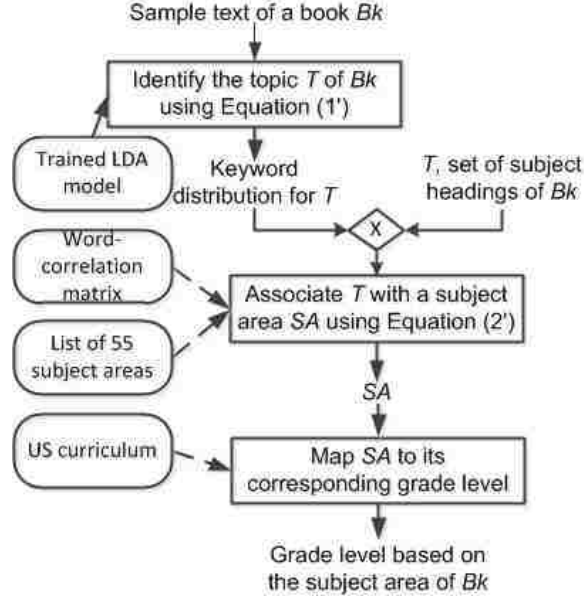 Sample text of a book Bk
Identify the topic T of Bk
using Equation (1')
Trained LDA
model
Keyword
distribution for T
T, set of subject
headings of Bk
X
Word-
correlation
matrix
List of 55
subject areas
Associate T with a subject
area SA using Equation (2')
SA
US curriculum
Map SA to its
corresponding grade level
Grade level based on
the subject area of Bk